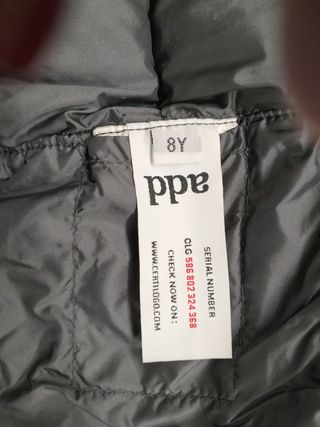 8Y
add
SERIAL NUMBER
CLG 586 802 324 368
CHECK NOW ON:
WWW.CERTILOGO.COM